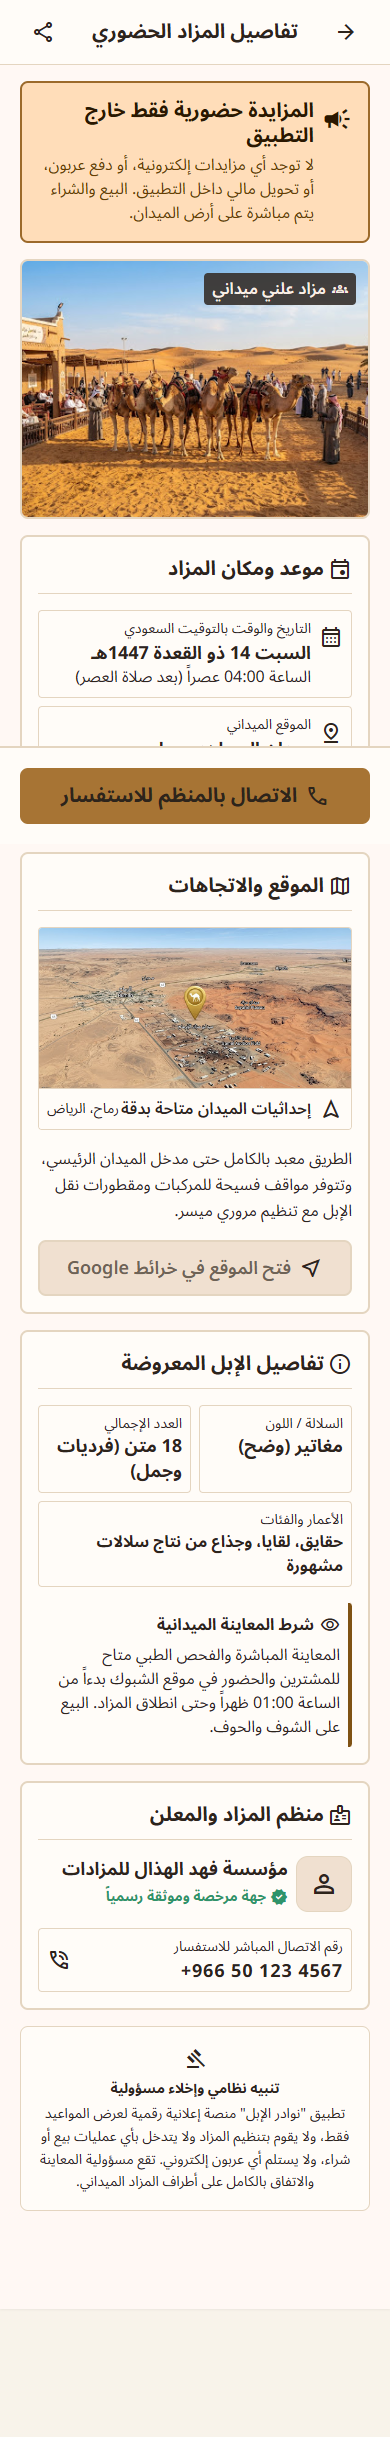 تفاصيل المزاد الحضوري
المزايدة حضورية فقط خارج
التطبيق
لا توجد أي مزايدات إلكترونية، أو دفع عربون،
أو تحويل مالي داخل التطبيق. البيع والشراء
يتم مباشرة على أرض الميدان.
مزاد علني ميداني
موعد ومكان المزاد
التاريخ والوقت بالتوقيت السعودي
السبت 14 ذو القعدة 1447هـ
الساعة 04:00 عصراً (بعد صلاة العصر)
الموقع الميداني
الاتصال بالمنظم للاستفسار
الموقع والاتجاهات
إحداثيات الميدان متاحة بدقة رماح، الرياض
الطريق معبد بالكامل حتى مدخل الميدان الرئيسي،
وتتوفر مواقف فسيحة للمركبات ومقطورات نقل
الإبل مع تنظيم مروري ميسر.
فتح الموقع في خرائط Google
تفاصيل الإبل المعروضة
السلالة / اللون
مغاتير (وضح)
العدد الإجمالي
18 متن (فرديات
وجمل)
الأعمار والفئات
حقايق، لقايا، وجذاع من نتاج سلالات
مشهورة
شرط المعاينة الميدانية
المعاينة المباشرة والفحص الطبي متاح
للمشترين والحضور في موقع الشبوك بدءاً من
الساعة 01:00 ظهراً وحتى انطلاق المزاد. البيع
على الشوف والحوف.
منظم المزاد والمعلن
مؤسسة فهد الهذال للمزادات
جهة مرخصة وموثقة رسمياً
رقم الاتصال المباشر للاستفسار
+966 50 123 4567
تنبيه نظامي وإخلاء مسؤولية
تطبيق "نوادر الإبل" منصة إعلانية رقمية لعرض المواعيد
فقط، ولا يقوم بتنظيم المزاد ولا يتدخل بأي عمليات بيع أو
شراء، ولا يستلم أي عربون إلكتروني. تقع مسؤولية المعاينة
والاتفاق بالكامل على أطراف المزاد الميداني.